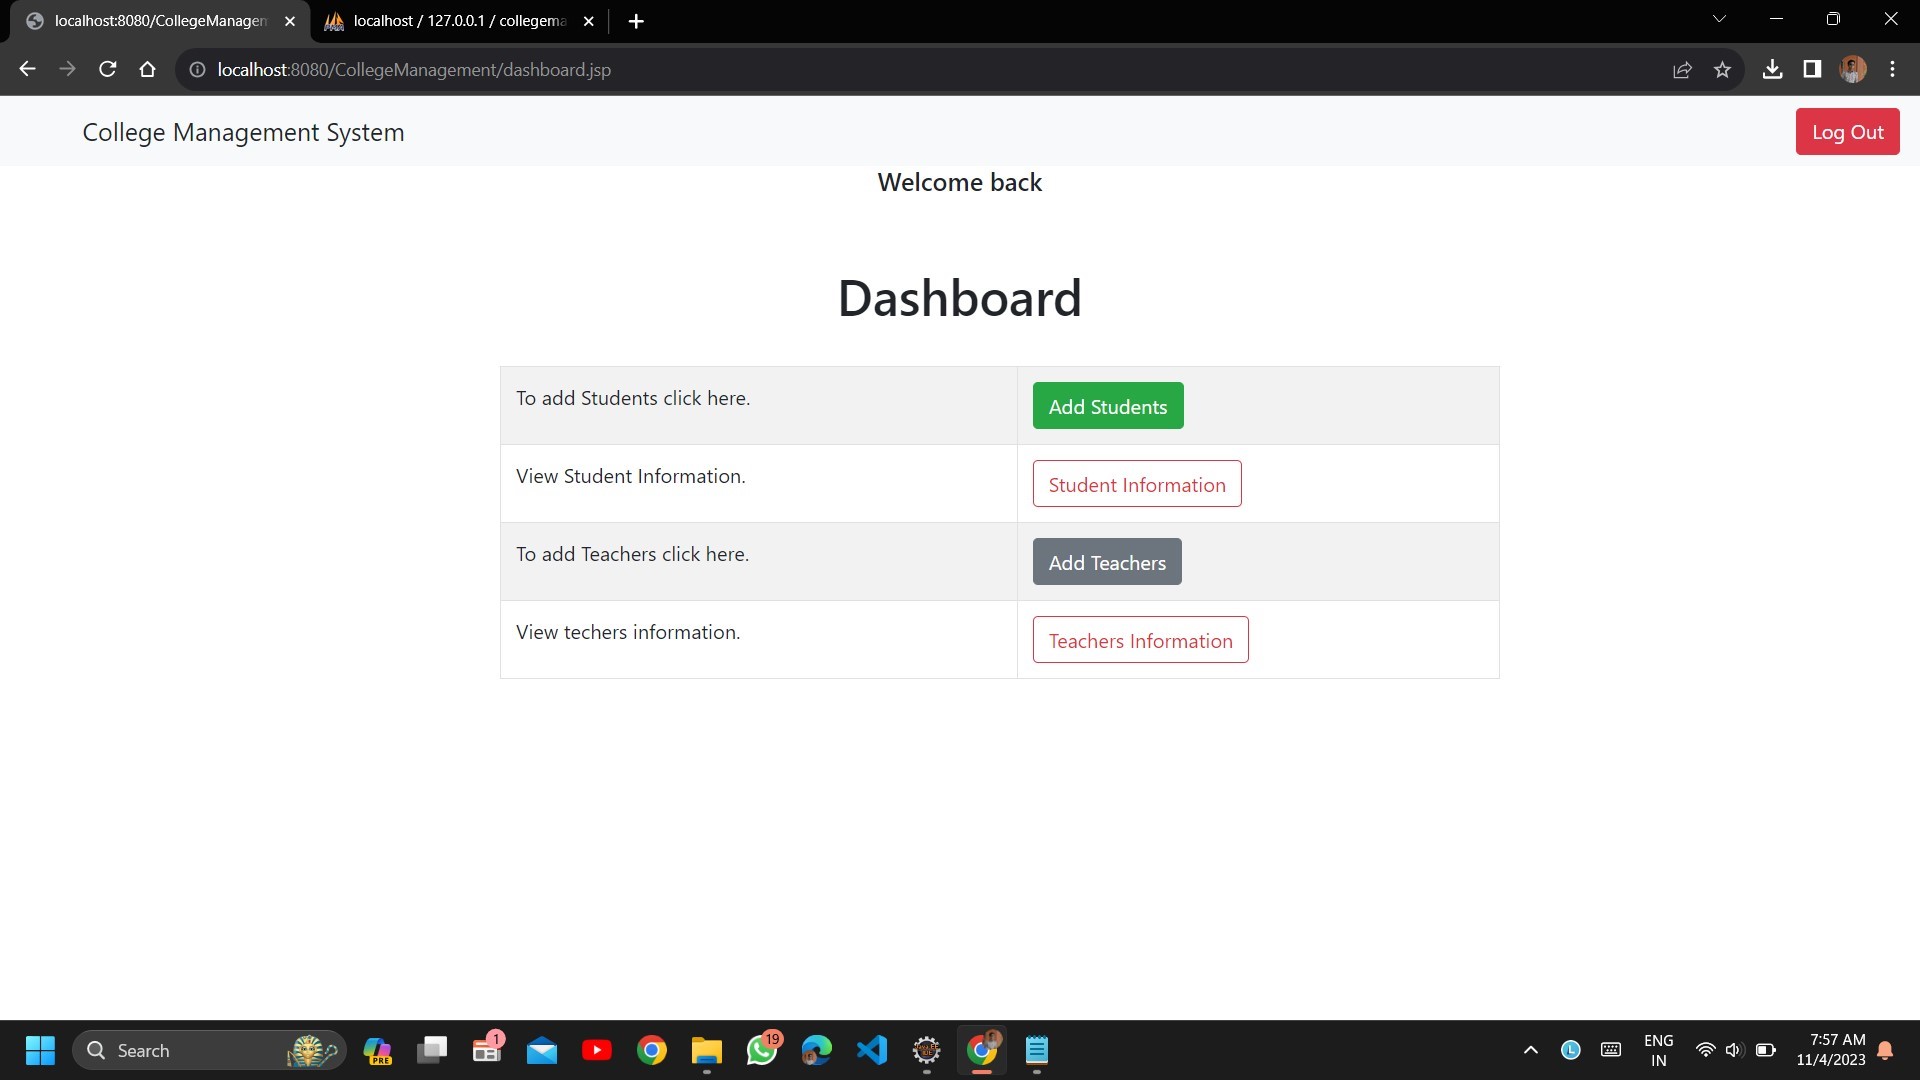 localhost:8080/CollegeManagem
localhost / 127.0.0.1 / collegema
localhost:8080/CollegeManagement/dashboard.jsp
College Management System
Log Out
Welcome back
Dashboard
To add Students click here.
Add Students
View Student Information.
Student Information
To add Teachers click here.
Add Teachers
View techers information.
Teachers Information
Search
PRE
1
19
ENG
IN
7:57 AM
11/4/2023